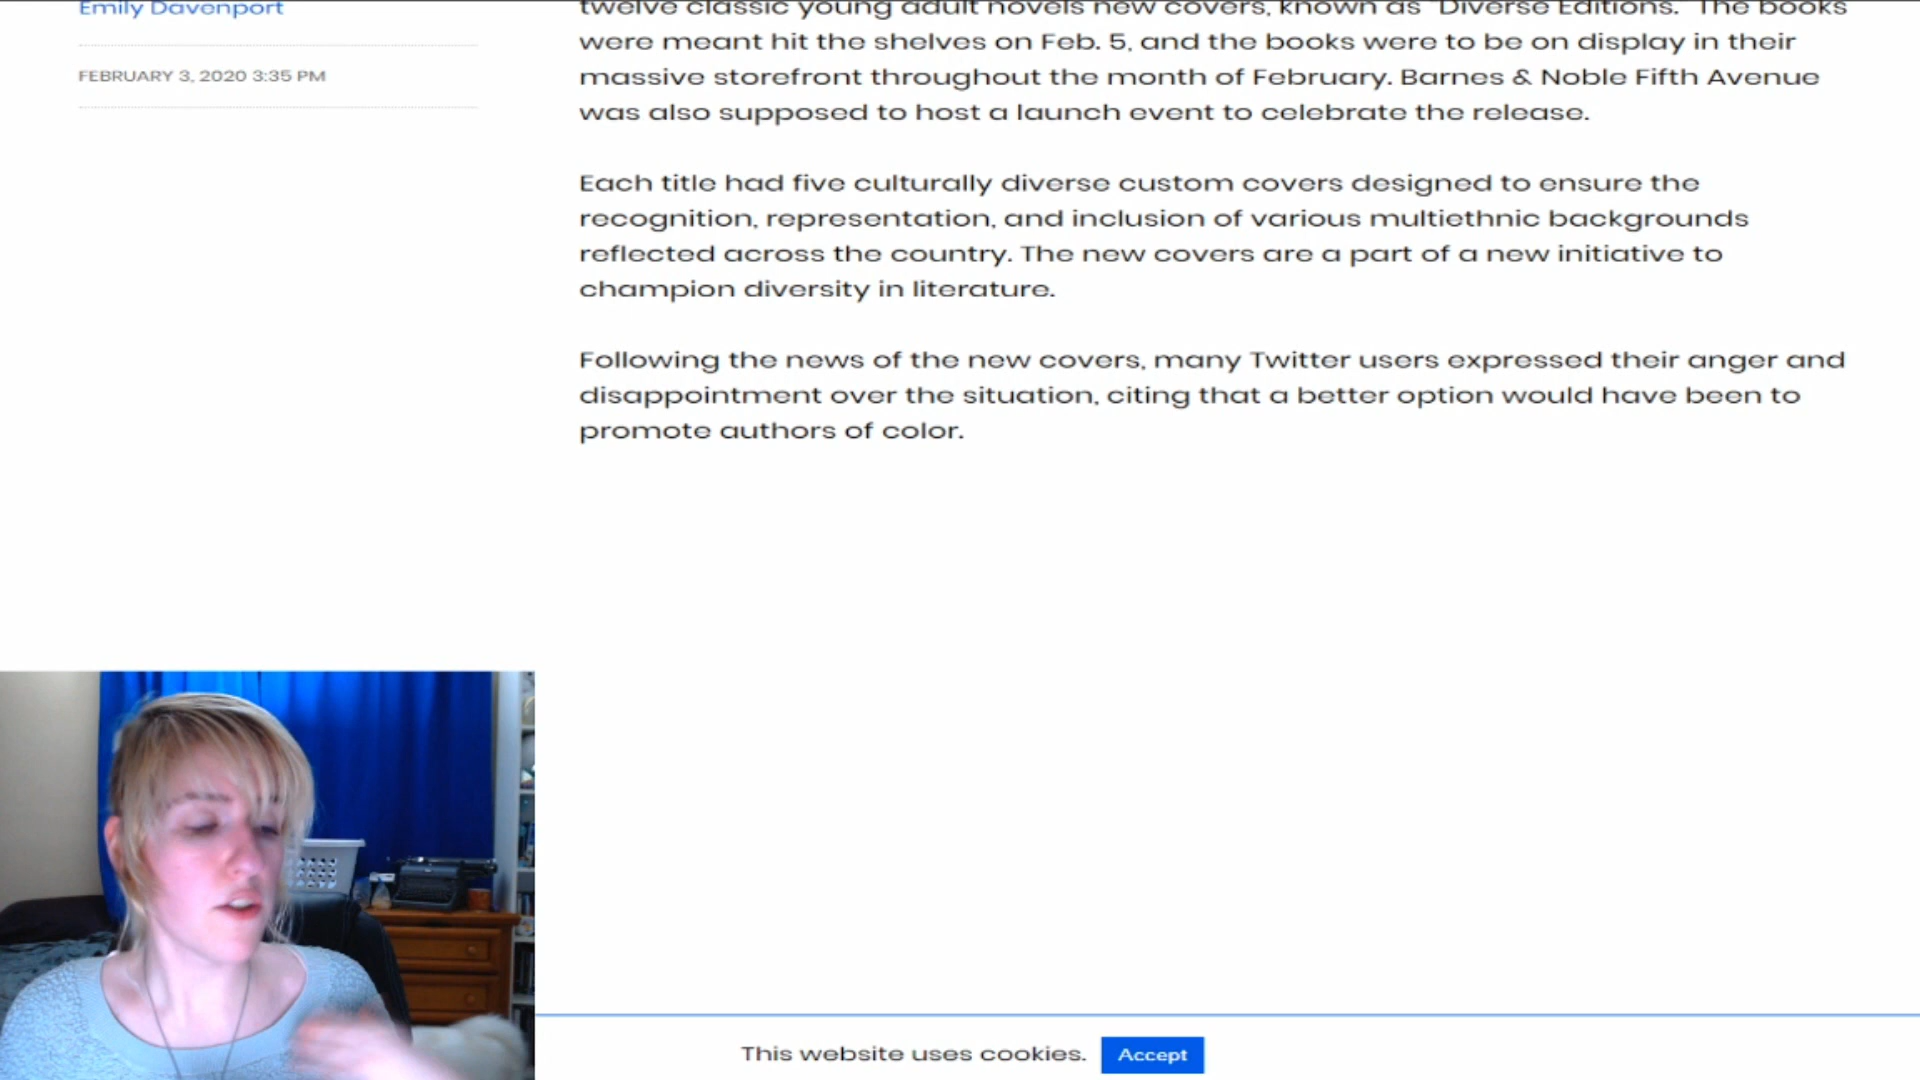 Emily Davenport
FEBRUARY 3, 2020 3:35 PM
twelve classic young adult novels new covers, known as "Diverse Editions." The books
were meant hit the shelves on Feb. 5, and the books were to be on display in their
massive storefront throughout the month of February. Barnes & Noble Fifth Avenue
was also supposed to host a launch event to celebrate the release.
Each title had five culturally diverse custom covers designed to ensure the
recognition, representation, and inclusion of various multiethnic backgrounds
reflected across the country. The new covers are a part of a new initiative to
champion diversity in literature.
Following the news of the new covers, many Twitter users expressed their anger and
disappointment over the situation, citing that a better option would have been to
promote authors of color.
This website uses cookies.
Accept